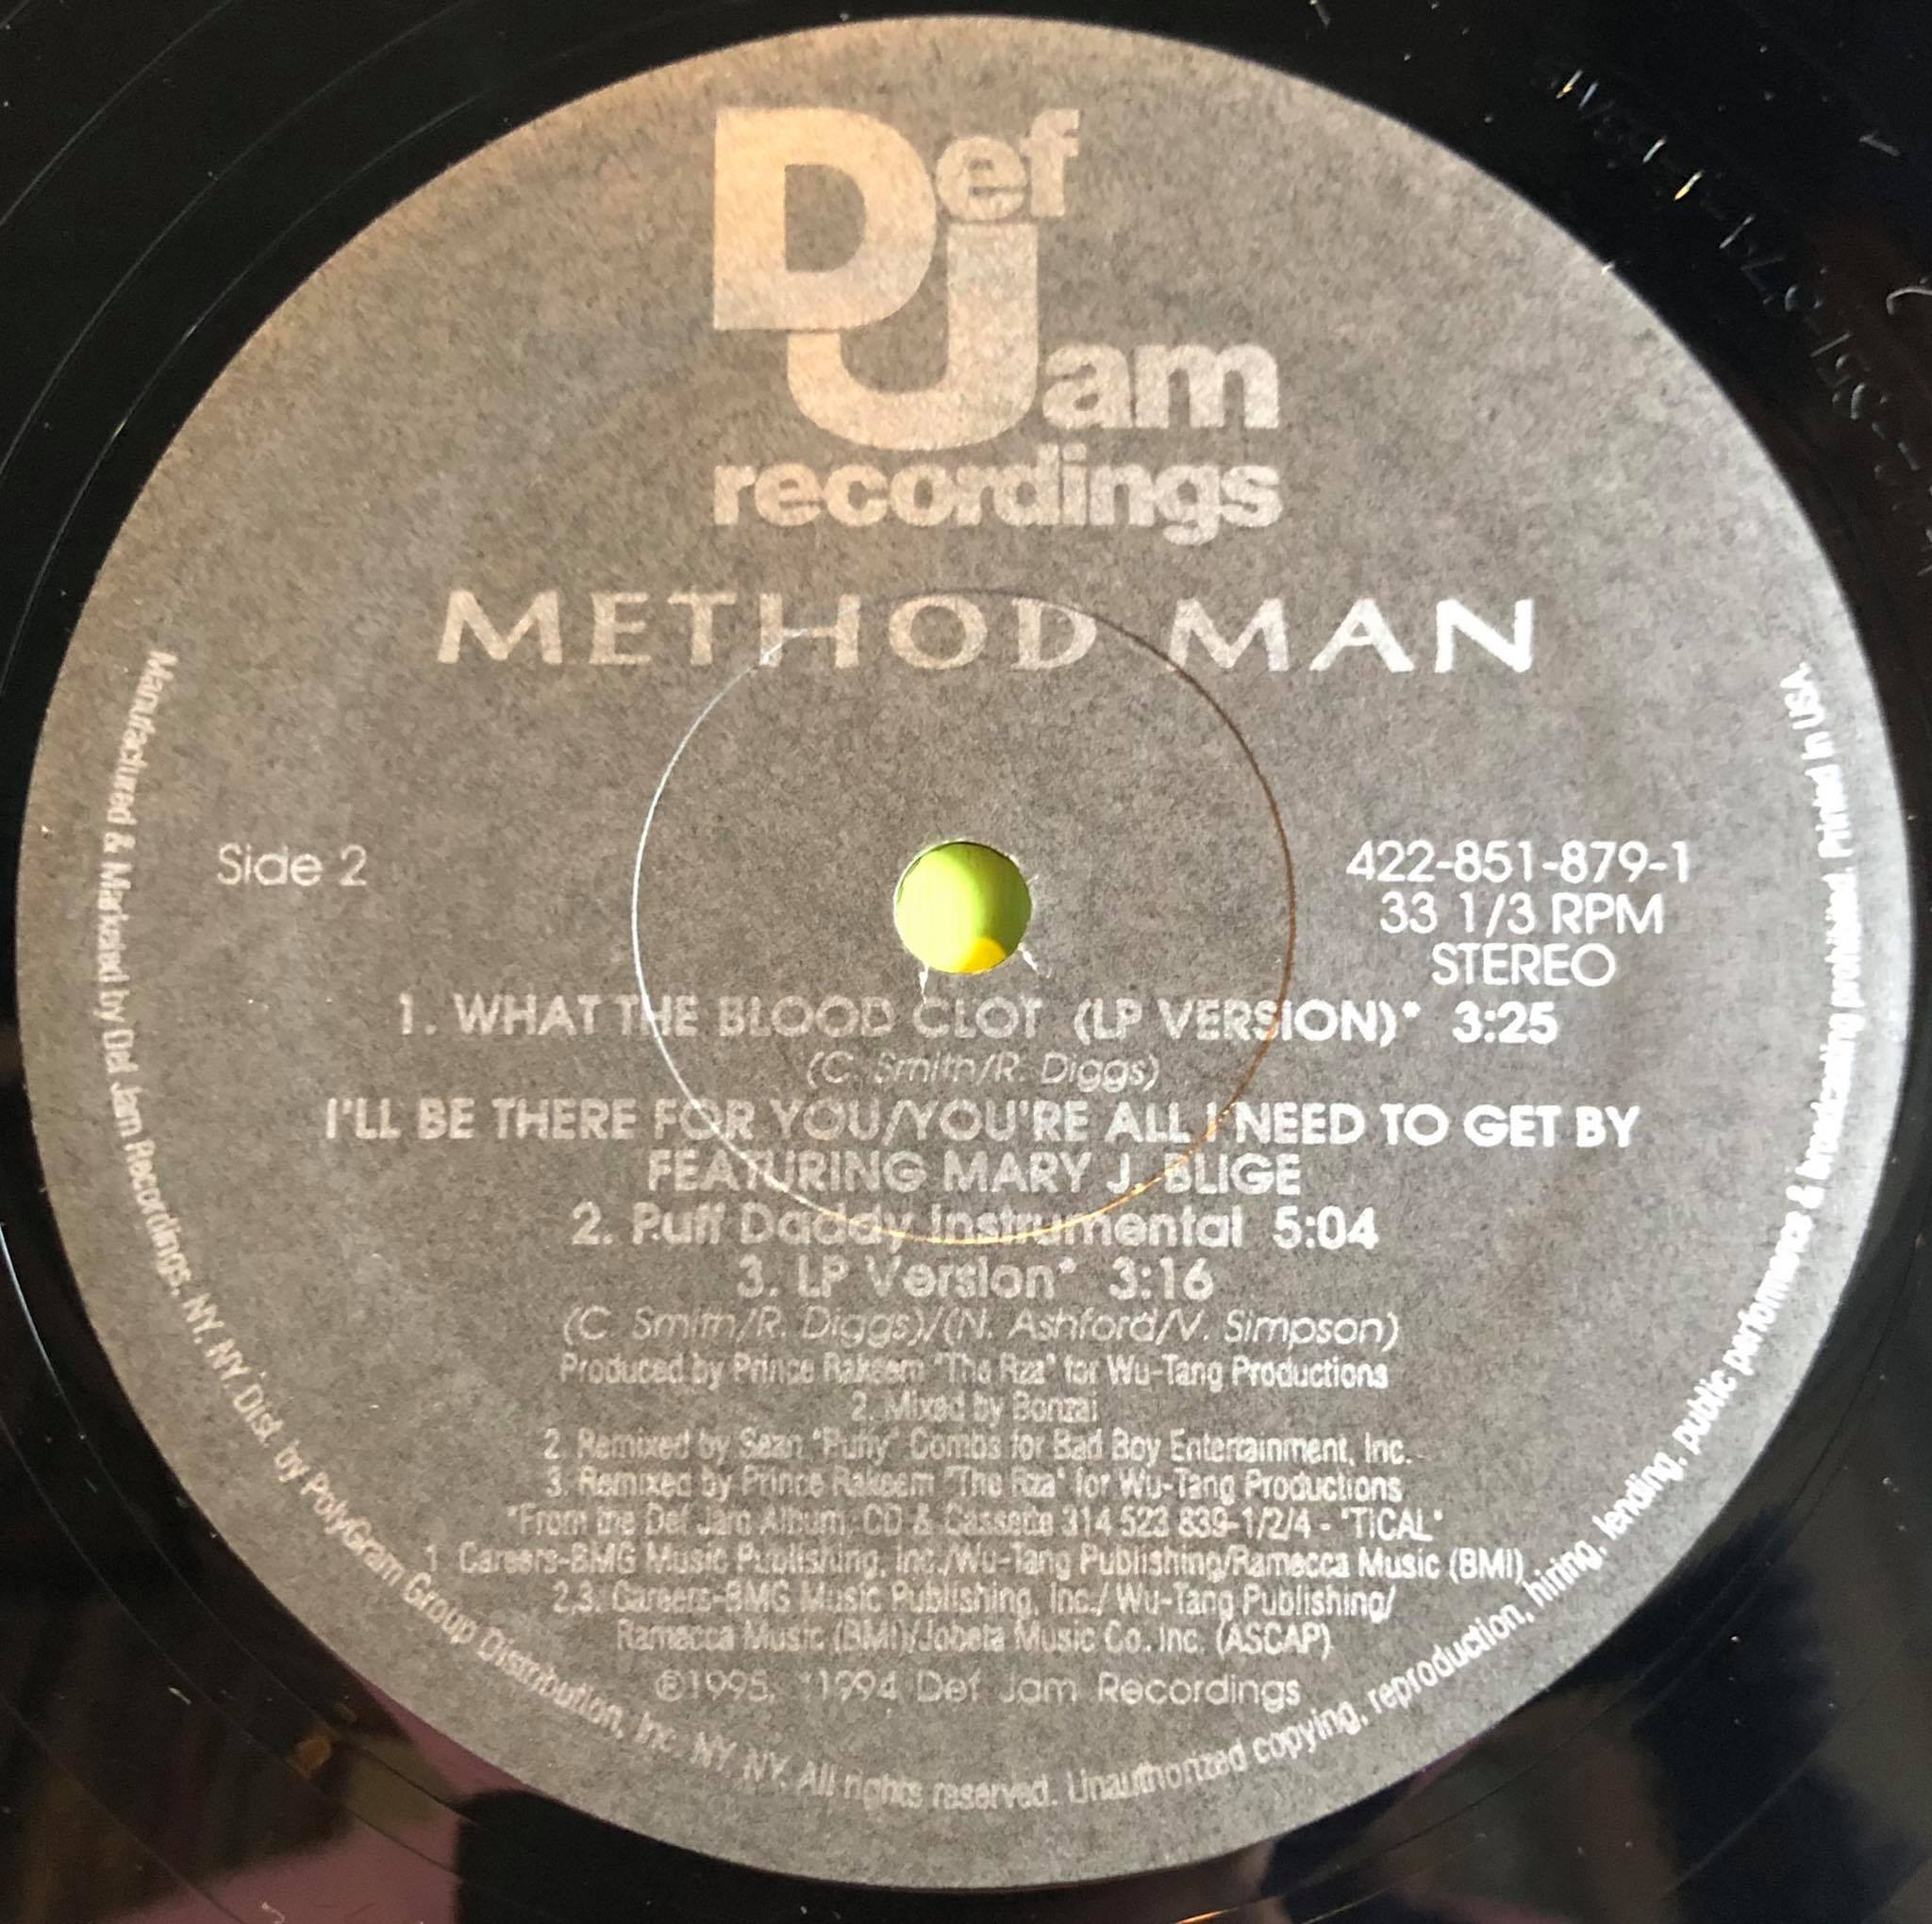 Def
Jam
recordings
METHOD MAN
Side 2
422-851-879-1
33 1/3 RPM
STEREO
1. WHAT THE BLOOD CLOT (LP VERSION)* 3:25
(C. Smith/R. Diggs)
I'LL BE THERE FOR YOU/YOU'RE ALL I NEED TO GET BY
FEATURING MARY J. BLIGE
2. Puff Daddy Instrumental 5:04
3. LP Version* 3:16
(C. Smith/R. Diggs)/(N. Ashford/V. Simpson)
Produced by Prince Rakeem "The Rza" for Wu-Tang Productions
2. Mixed by Bonzai
2. Remixed by Sean "Puffy" Combs for Bad Boy Entertainment, Inc.
3. Remixed by Prince Rakeem "The Rza" for Wu-Tang Productions
*From the Def Jam Album, CD & Cassette 314 523 839-1/2/4 - "TICAL"
1. Careers-BMG Music Publishing, Inc./Wu-Tang Publishing/Ramecca Music (BMI)
2,3. Careers-BMG Music Publishing, Inc./ Wu-Tang Publishing/
Ramecca Music (BMI)/Jobeta Music Co. Inc. (ASCAP)
℗1995, *1994 Def Jam Recordings
Manufactured & Marketed by Def Jam Recordings, NY, NY. Dist. by PolyGram Group Distribution, Inc. NY, NY. All rights reserved. Unauthorized copying, reproduction, hiring, lending, public performance & broadcasting prohibited. Printed in USA.